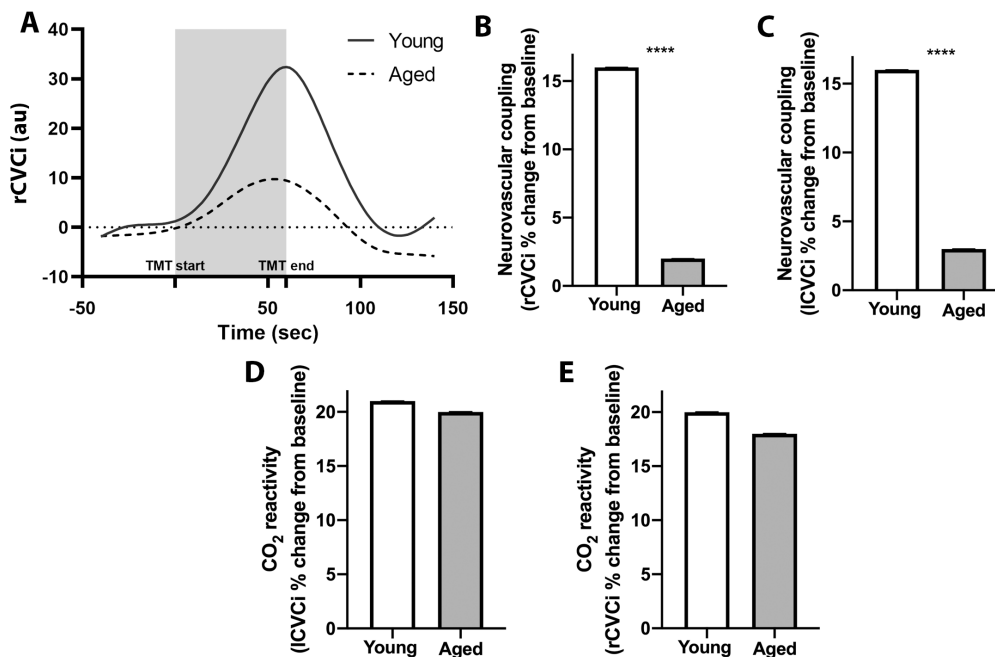 A
rCVCi (au)
40
30
20
10
0
-10
Young
Aged
TMT start
TMT end
-50
0
50
100
150
Time (sec)
B
Neurovascular coupling
(rCVCi % change from baseline)
15
10
5
0
****
Young
Aged
C
Neurovascular coupling
(lCVCi % change from baseline)
15
10
5
0
****
Young
Aged
D
CO2 reactivity
(lCVCi % change from baseline)
20
15
10
5
0
Young
Aged
E
CO2 reactivity
(rCVCi % change from baseline)
20
15
10
5
0
Young
Aged